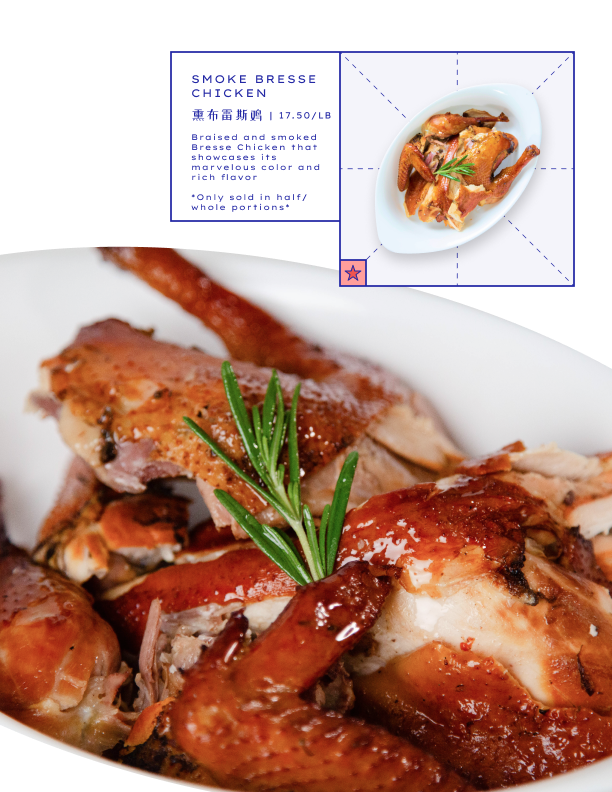 SMOKE BRESSE
CHICKEN
熏布雷斯鸡 | 17.50/LB
Braised and smoked
Bresse Chicken that
showcases its
marvelous color and
rich flavor
*Only sold in half/
whole portions*